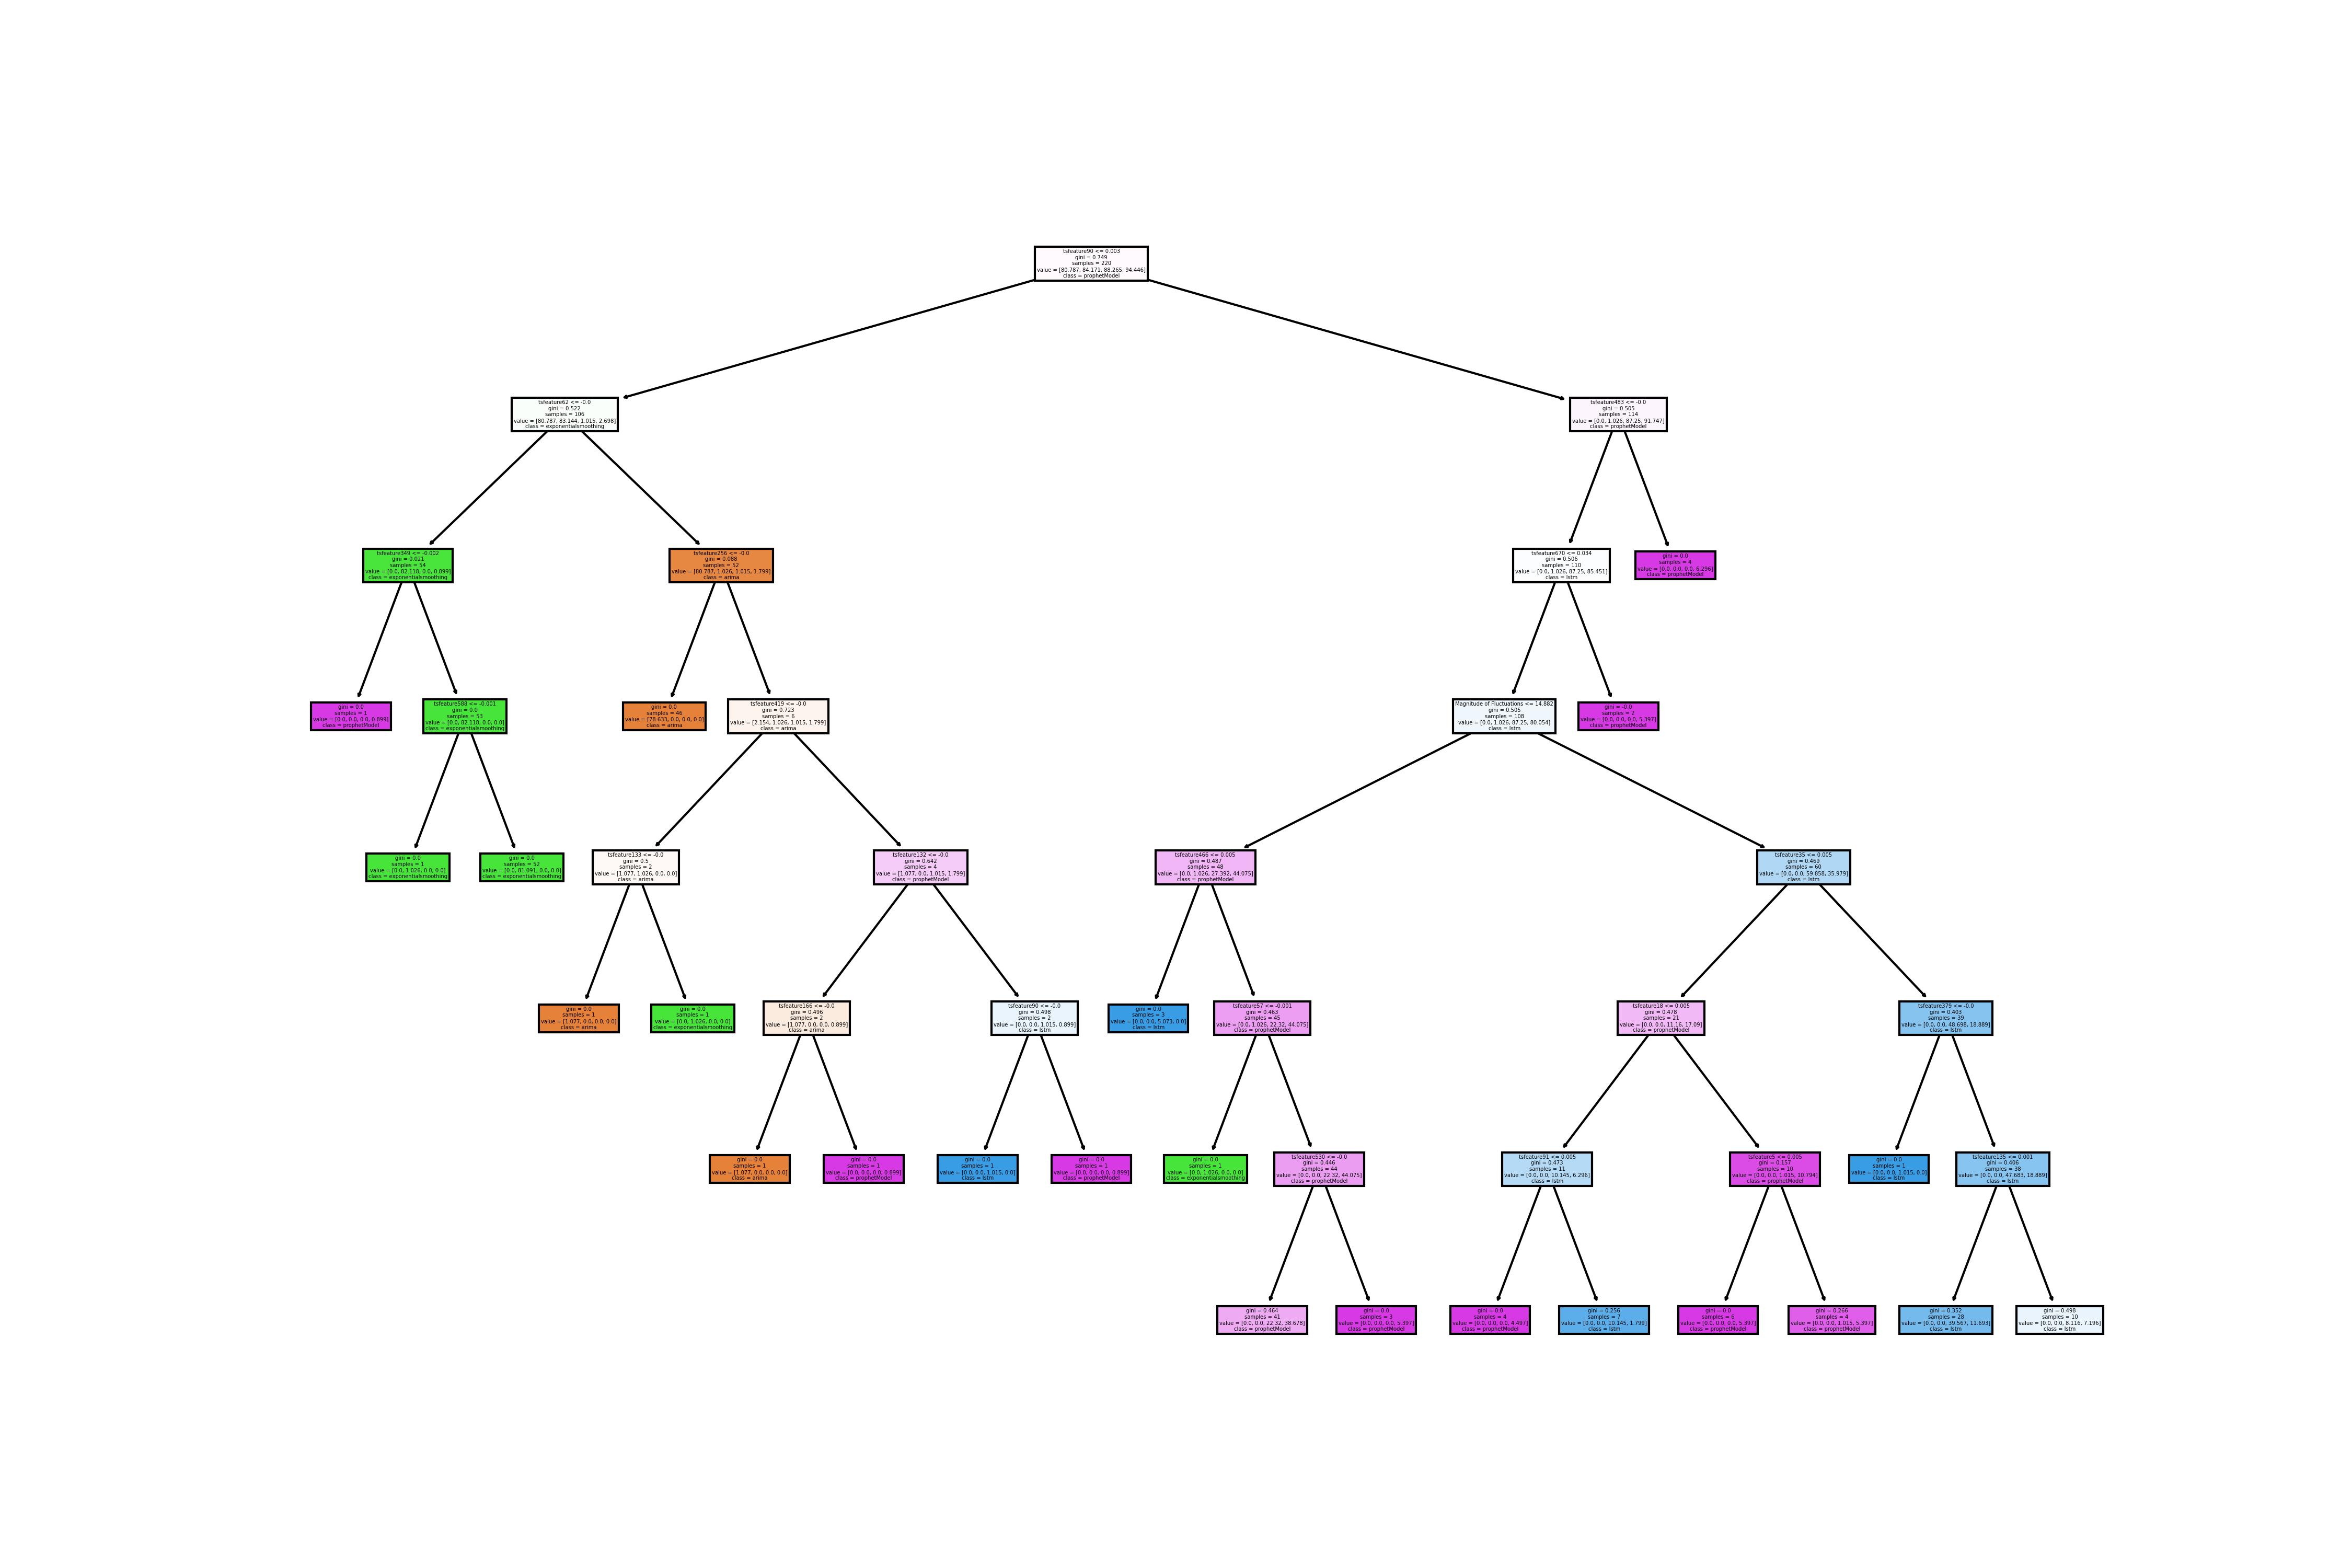 tsfeature90 <= 0.003
gini = 0.749
samples = 220
value = [80.787, 84.171, 88.265, 94.446]
class = prophetModel
tsfeature62 <= -0.0
gini = 0.522
samples = 106
value = [80.787, 83.144, 1.015, 2.698]
class = exponentialsmoothing
tsfeature483 <= -0.0
gini = 0.505
samples = 114
value = [0.0, 1.026, 87.25, 91.747]
class = prophetModel
tsfeature349 <= -0.002
gini = 0.021
samples = 54
value = [0.0, 82.118, 0.0, 0.899]
class = exponentialsmoothing
tsfeature256 <= -0.0
gini = 0.088
samples = 52
value = [80.787, 1.026, 1.015, 1.799]
class = arima
tsfeature670 <= 0.034
gini = 0.506
samples = 110
value = [0.0, 1.026, 87.25, 85.451]
class = lstm
gini = 0.0
samples = 4
value = [0.0, 0.0, 0.0, 6.296]
class = prophetModel
gini = 0.0
samples = 1
value = [0.0, 0.0, 0.0, 0.899]
class = prophetModel
tsfeature588 <= -0.001
gini = 0.0
samples = 53
value = [0.0, 82.118, 0.0, 0.0]
class = exponentialsmoothing
gini = 0.0
samples = 46
value = [78.633, 0.0, 0.0, 0.0]
class = arima
tsfeature419 <= -0.0
gini = 0.723
samples = 6
value = [2.154, 1.026, 1.015, 1.799]
class = arima
Magnitude of Fluctuations <= 14.882
gini = 0.505
samples = 108
value = [0.0, 1.026, 87.25, 80.054]
class = lstm
gini = -0.0
samples = 2
value = [0.0, 0.0, 0.0, 5.397]
class = prophetModel
gini = 0.0
samples = 1
value = [0.0, 1.026, 0.0, 0.0]
class = exponentialsmoothing
gini = 0.0
samples = 52
value = [0.0, 81.091, 0.0, 0.0]
class = exponentialsmoothing
tsfeature133 <= -0.0
gini = 0.5
samples = 2
value = [1.077, 1.026, 0.0, 0.0]
class = arima
tsfeature132 <= -0.0
gini = 0.642
samples = 4
value = [1.077, 0.0, 1.015, 1.799]
class = prophetModel
tsfeature466 <= 0.005
gini = 0.487
samples = 48
value = [0.0, 1.026, 27.392, 44.075]
class = prophetModel
tsfeature35 <= 0.005
gini = 0.469
samples = 60
value = [0.0, 0.0, 59.858, 35.979]
class = lstm
gini = 0.0
samples = 1
value = [1.077, 0.0, 0.0, 0.0]
class = arima
gini = 0.0
samples = 1
value = [0.0, 1.026, 0.0, 0.0]
class = exponentialsmoothing
tsfeature166 <= -0.0
gini = 0.496
samples = 2
value = [1.077, 0.0, 0.0, 0.899]
class = arima
tsfeature90 <= -0.0
gini = 0.498
samples = 2
value = [0.0, 0.0, 1.015, 0.899]
class = lstm
gini = 0.0
samples = 3
value = [0.0, 0.0, 5.073, 0.0]
class = lstm
tsfeature57 <= -0.001
gini = 0.463
samples = 45
value = [0.0, 1.026, 22.32, 44.075]
class = prophetModel
tsfeature18 <= 0.005
gini = 0.478
samples = 21
value = [0.0, 0.0, 11.16, 17.09]
class = prophetModel
tsfeature379 <= -0.0
gini = 0.403
samples = 39
value = [0.0, 0.0, 48.698, 18.889]
class = lstm
gini = 0.0
samples = 1
value = [1.077, 0.0, 0.0, 0.0]
class = arima
gini = 0.0
samples = 1
value = [0.0, 0.0, 0.0, 0.899]
class = prophetModel
gini = 0.0
samples = 1
value = [0.0, 0.0, 1.015, 0.0]
class = lstm
gini = 0.0
samples = 1
value = [0.0, 0.0, 0.0, 0.899]
class = prophetModel
gini = 0.0
samples = 1
value = [0.0, 1.026, 0.0, 0.0]
class = exponentialsmoothing
tsfeature530 <= -0.0
gini = 0.446
samples = 44
value = [0.0, 0.0, 22.32, 44.075]
class = prophetModel
tsfeature91 <= 0.005
gini = 0.473
samples = 11
value = [0.0, 0.0, 10.145, 6.296]
class = lstm
tsfeature5 <= 0.005
gini = 0.157
samples = 10
value = [0.0, 0.0, 1.015, 10.794]
class = prophetModel
gini = 0.0
samples = 1
value = [0.0, 0.0, 1.015, 0.0]
class = lstm
tsfeature135 <= 0.001
gini = 0.406
samples = 38
value = [0.0, 0.0, 47.683, 18.889]
class = lstm
gini = 0.464
samples = 41
value = [0.0, 0.0, 22.32, 38.678]
class = prophetModel
gini = 0.0
samples = 3
value = [0.0, 0.0, 0.0, 5.397]
class = prophetModel
gini = 0.0
samples = 4
value = [0.0, 0.0, 0.0, 4.497]
class = prophetModel
gini = 0.256
samples = 7
value = [0.0, 0.0, 10.145, 1.799]
class = lstm
gini = 0.0
samples = 6
value = [0.0, 0.0, 0.0, 5.397]
class = prophetModel
gini = 0.266
samples = 4
value = [0.0, 0.0, 1.015, 5.397]
class = prophetModel
gini = 0.352
samples = 28
value = [0.0, 0.0, 39.567, 11.693]
class = lstm
gini = 0.498
samples = 10
value = [0.0, 0.0, 8.116, 7.196]
class = lstm